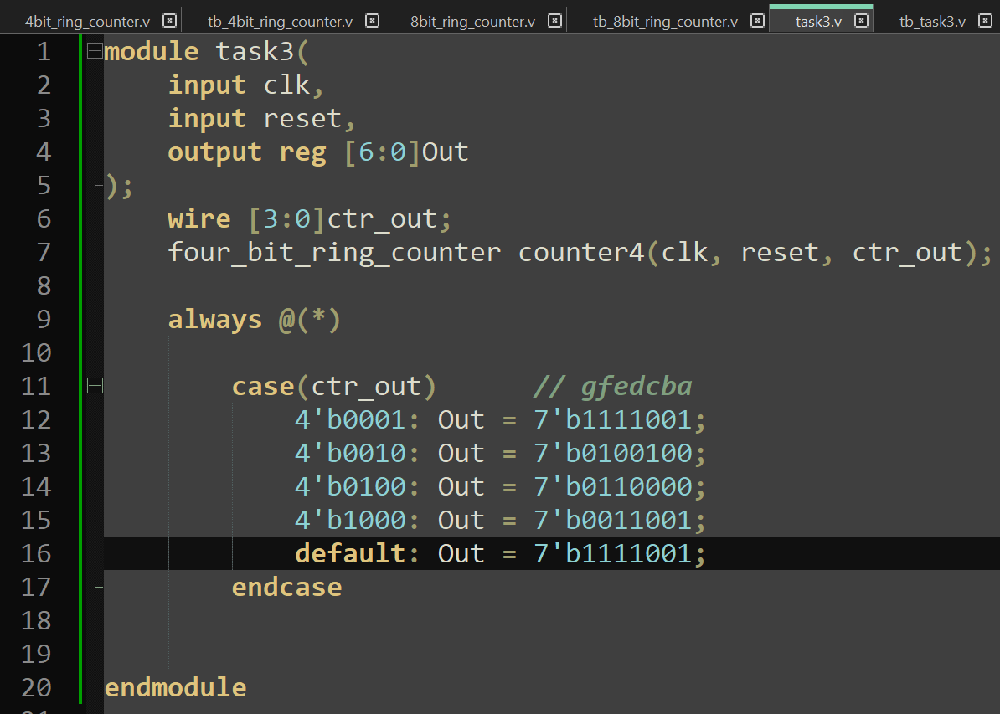 4bit_ring_counter.v tb_4bit_ring_counter.v 8bit_ring_counter.v tb_8bit_ring_counter.v task3.v tb_task3.v
1 module task3(
2 input clk,
3 input reset,
4 output reg [6:0]Out
5 );
6 wire [3:0]ctr_out;
7 four_bit_ring_counter counter4(clk, reset, ctr_out);
8
9 always @(*)
10
11 case(ctr_out) // gfedcba
12 4'b0001: Out = 7'b1111001;
13 4'b0010: Out = 7'b0100100;
14 4'b0100: Out = 7'b0110000;
15 4'b1000: Out = 7'b0011001;
16 default: Out = 7'b1111001;
17 endcase
18
19
20 endmodule